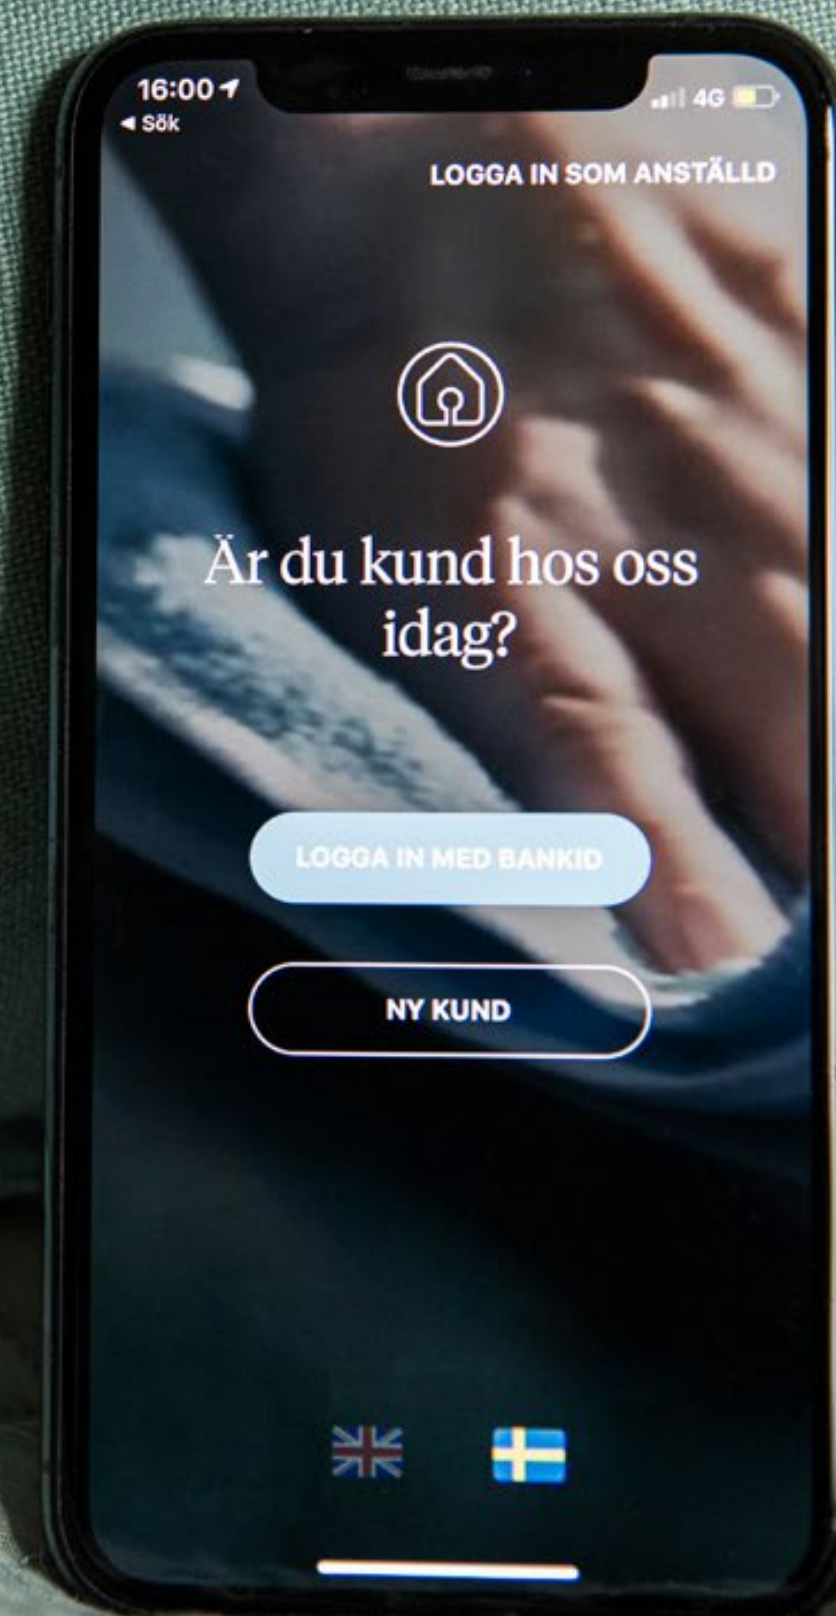 16:00
4G
◀ Sök
LOGGA IN SOM ANSTÄLLD
Är du kund hos oss
idag?
LOGGA IN MED BANKID
NY KUND